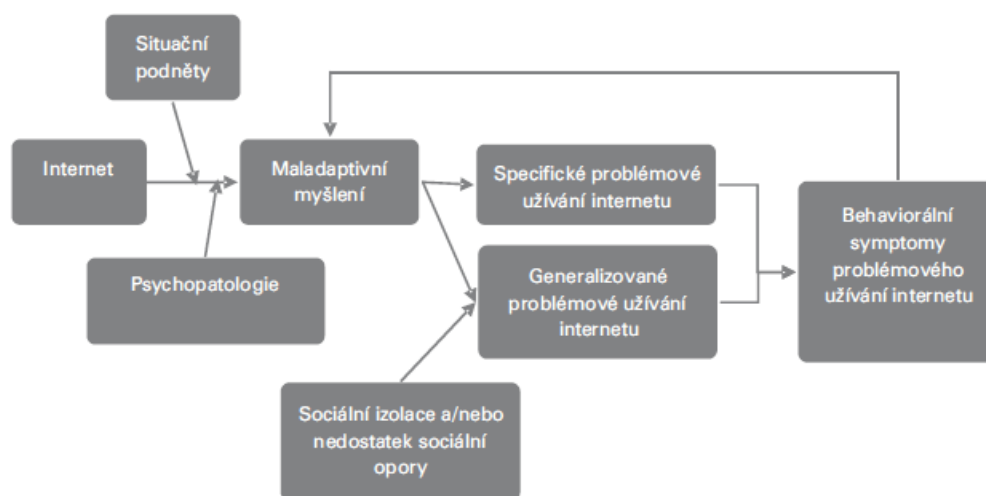 Situační
podněty
Internet
Maladaptivní
myšlení
Specifické problémové
užívání internetu
Behaviorální
symptomy
problémového
užívání internetu
Psychopatologie
Generalizované
problémové užívání
internetu
Sociální izolace a/nebo
nedostatek sociální
opory